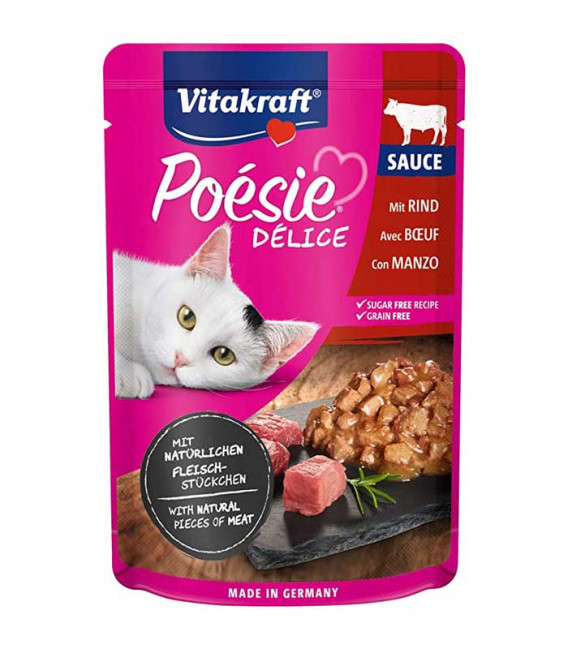 Vitakraft®
Poésie®
DÉLICE
SAUCE
Mit RIND
Avec BŒUF
Con MANZO
✓ SUGAR FREE RECIPE
✓ GRAIN FREE
MIT
NATÜRLICHEN
FLEISCH-
STÜCKCHEN
WITH NATURAL
PIECES OF MEAT
MADE IN GERMANY